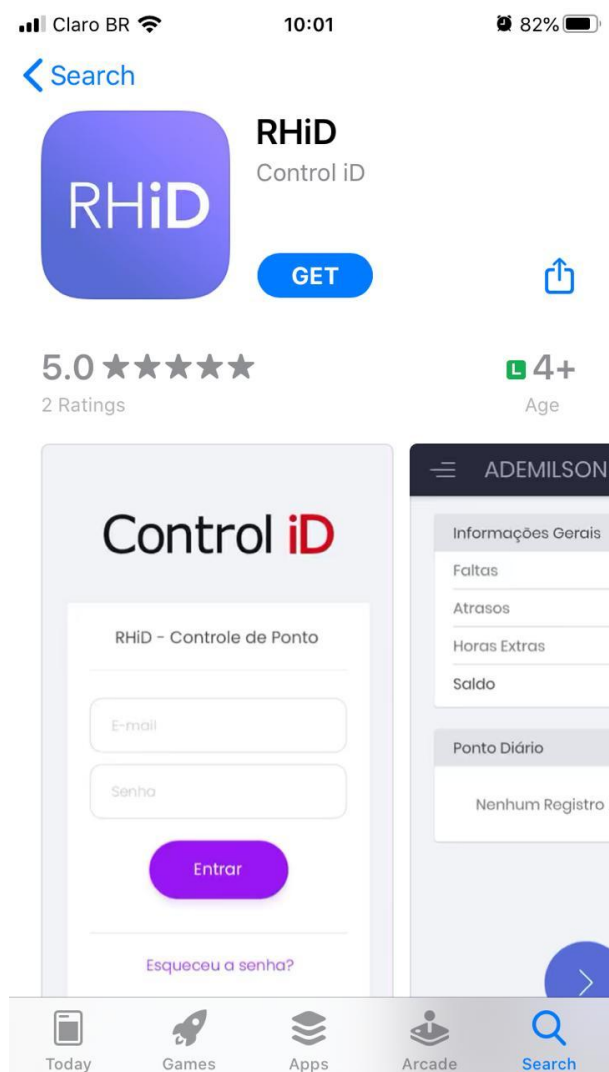 Claro BR 10:01 82%
Search
RHiD
RHiD
Control iD
GET
5.0 ★★★★★
L 4+
2 Ratings
Age
Control iD
RHiD - Controle de Ponto
E-mail
Senha
Entrar
Esqueceu a senha?
ADEMILSON
Informações Gerais
Faltas
Atrasos
Horas Extras
Saldo
Ponto Diário
Nenhum Registro
Today Games Apps Arcade Search